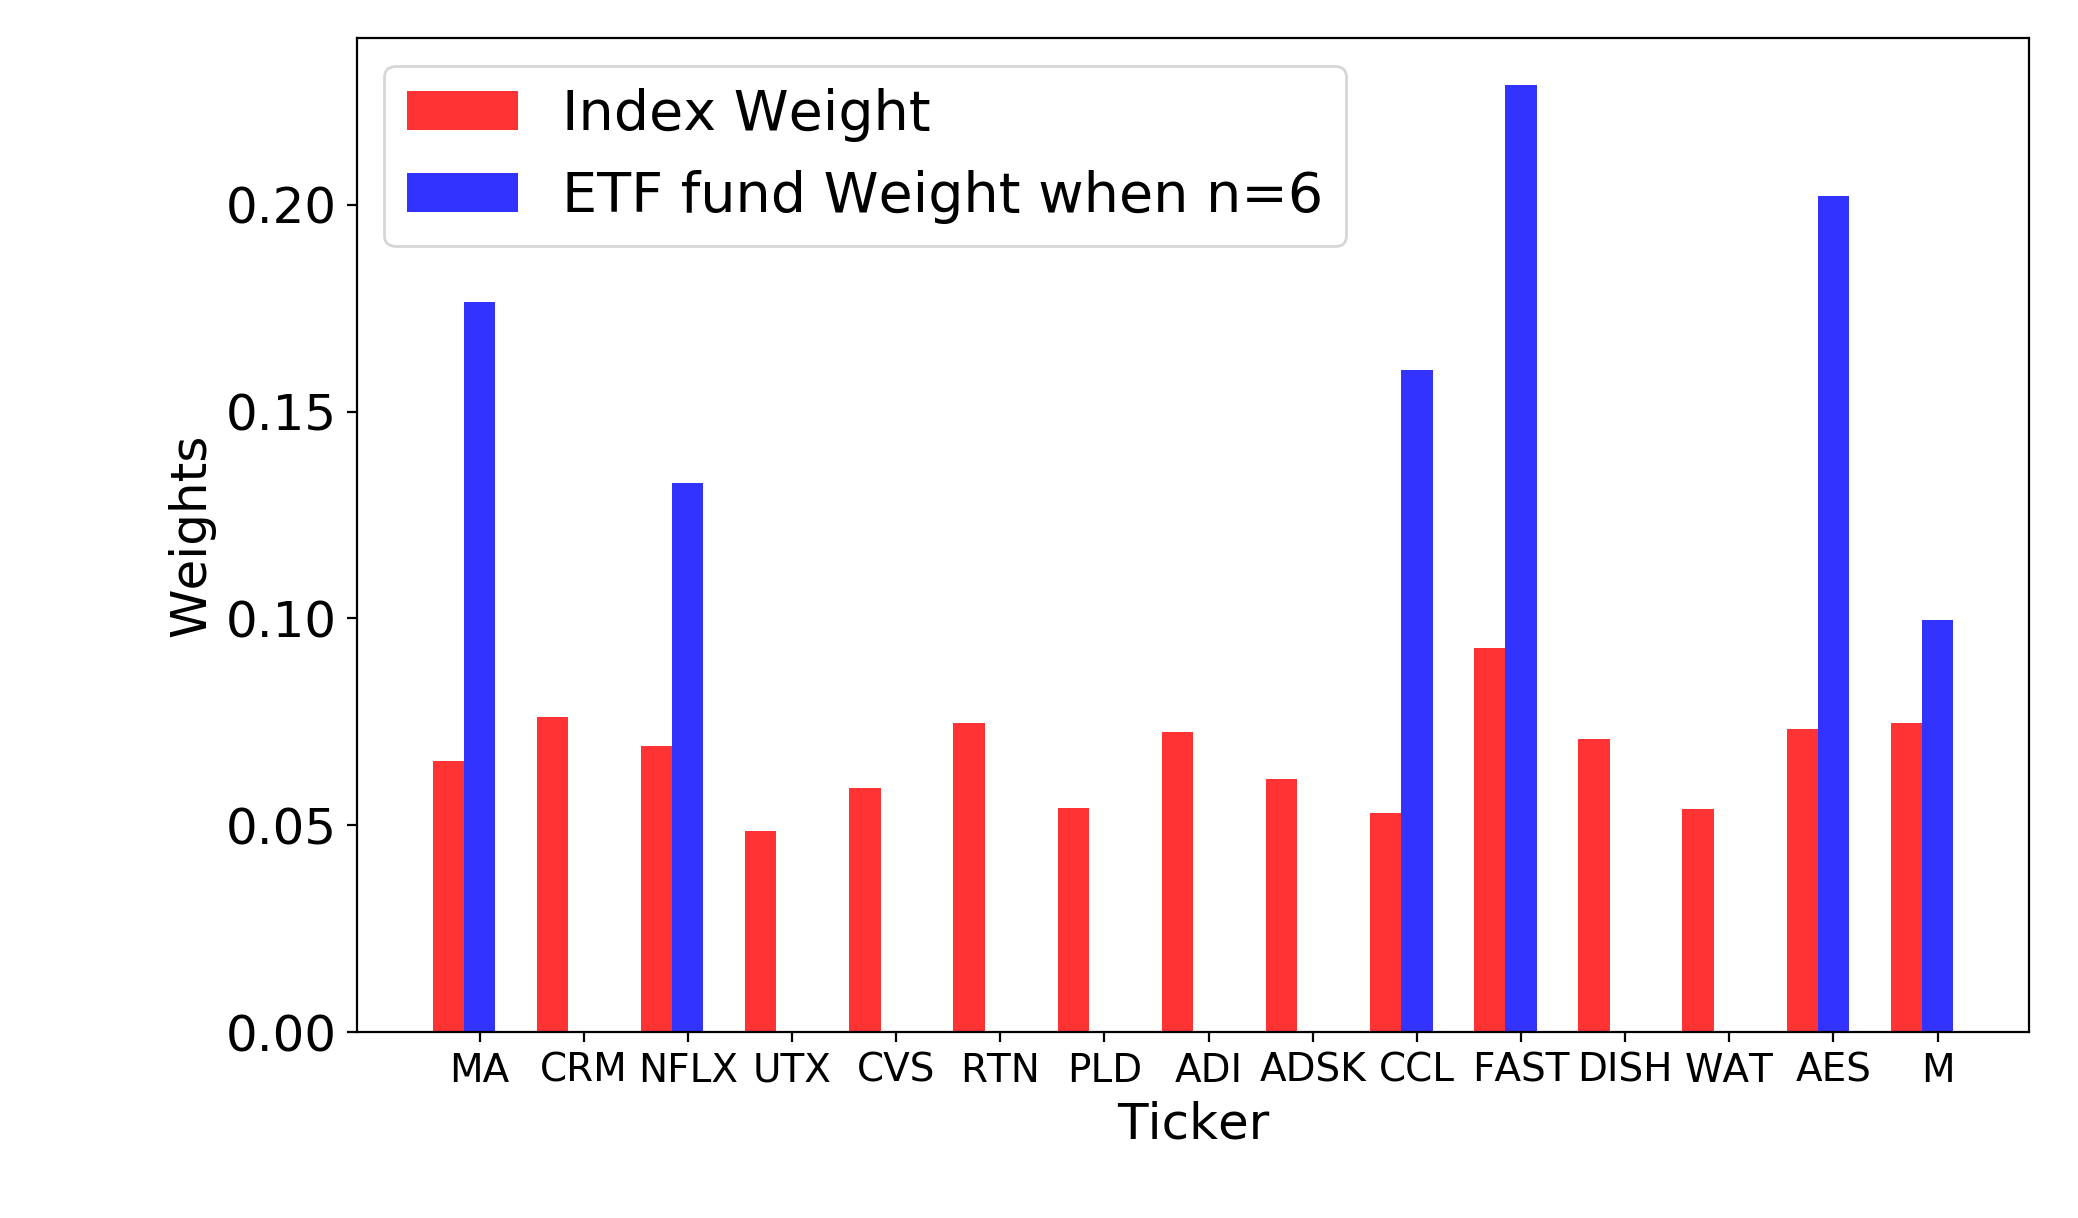 Index Weight
ETF fund Weight when n=6
0.20
0.15
0.10
0.05
0.00
Weights
MA CRM NFLX UTX CVS RTN PLD ADI ADSK CCL FAST DISH WAT AES M
Ticker